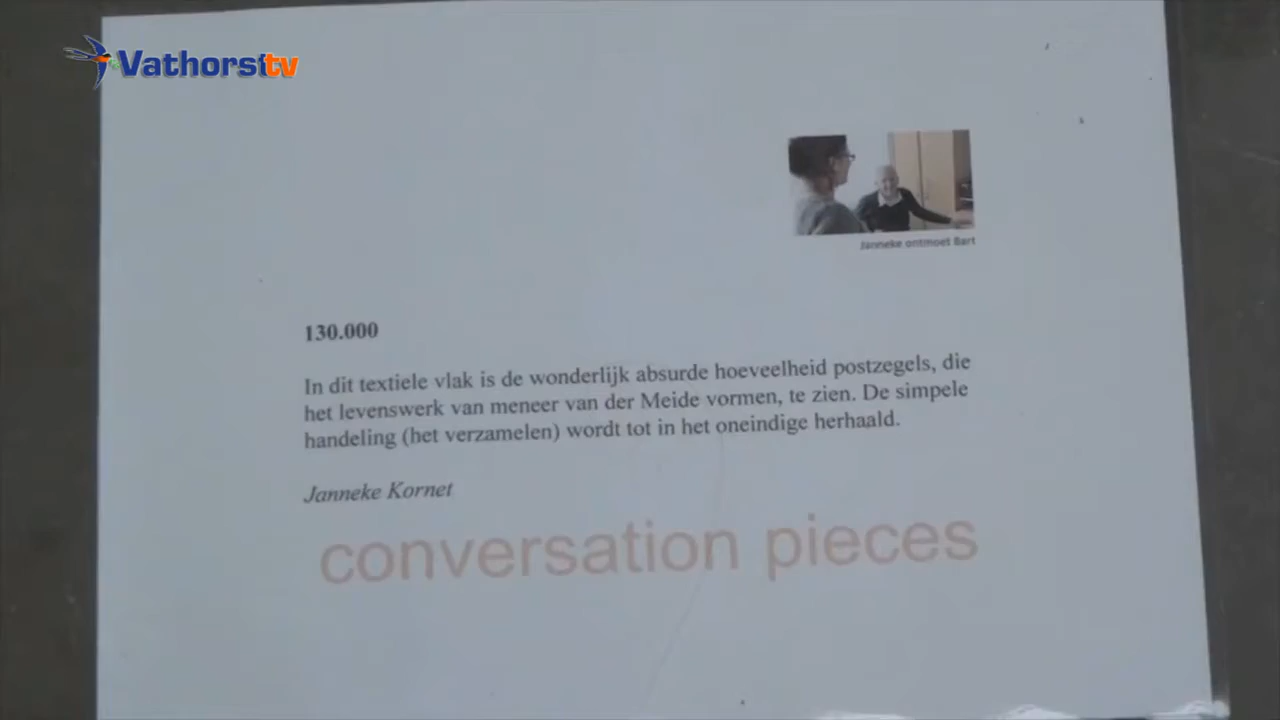 Vathorst tv
Janneke ontmoet Bart
130.000
In dit textiele vlak is de wonderlijk absurde hoeveelheid postzegels, die
het levenswerk van meneer van der Meide vormen, te zien. De simpele
handeling (het verzamelen) wordt tot in het oneindige herhaald.
Janneke Kornet
conversation pieces